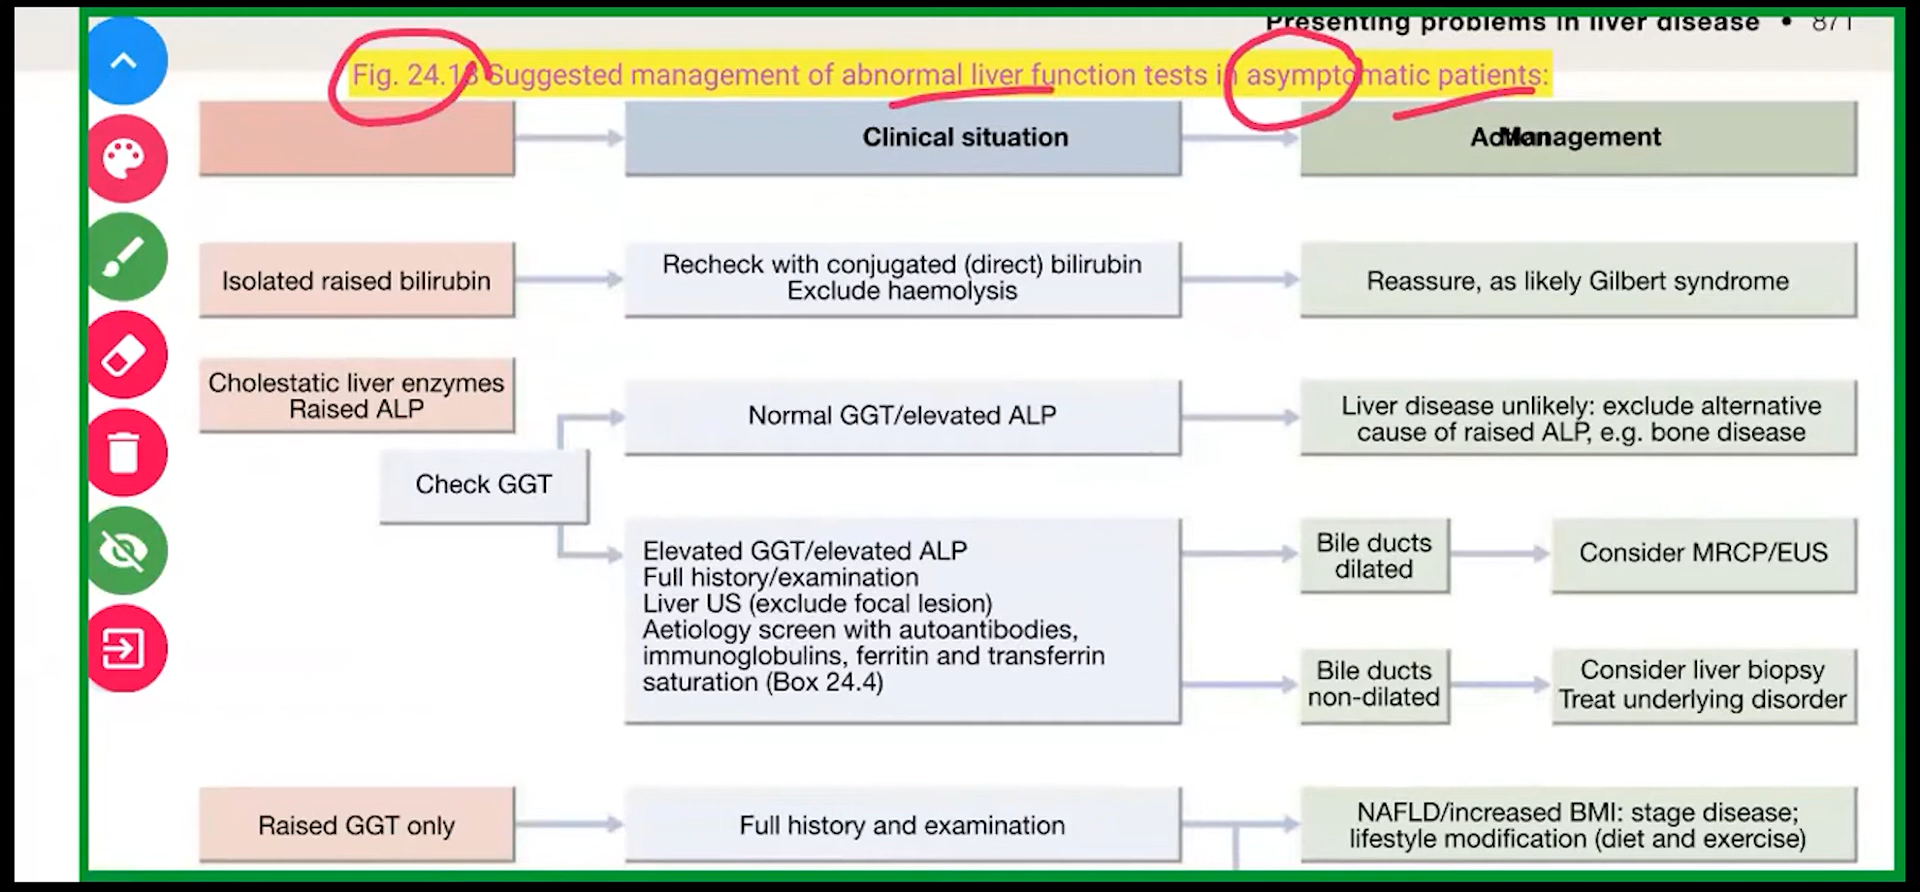 Presenting problems in liver disease • 871
Fig. 24.13 Suggested management of abnormal liver function tests in asymptomatic patients:
Clinical situation
Management
Isolated raised bilirubin
Recheck with conjugated (direct) bilirubin
Exclude haemolysis
Reassure, as likely Gilbert syndrome
Cholestatic liver enzymes
Raised ALP
Check GGT
Normal GGT/elevated ALP
Liver disease unlikely: exclude alternative
cause of raised ALP, e.g. bone disease
Elevated GGT/elevated ALP
Full history/examination
Liver US (exclude focal lesion)
Aetiology screen with autoantibodies,
immunoglobulins, ferritin and transferrin
saturation (Box 24.4)
Bile ducts
dilated
Consider MRCP/EUS
Bile ducts
non-dilated
Consider liver biopsy
Treat underlying disorder
Raised GGT only
Full history and examination
NAFLD/increased BMI: stage disease;
lifestyle modification (diet and exercise)